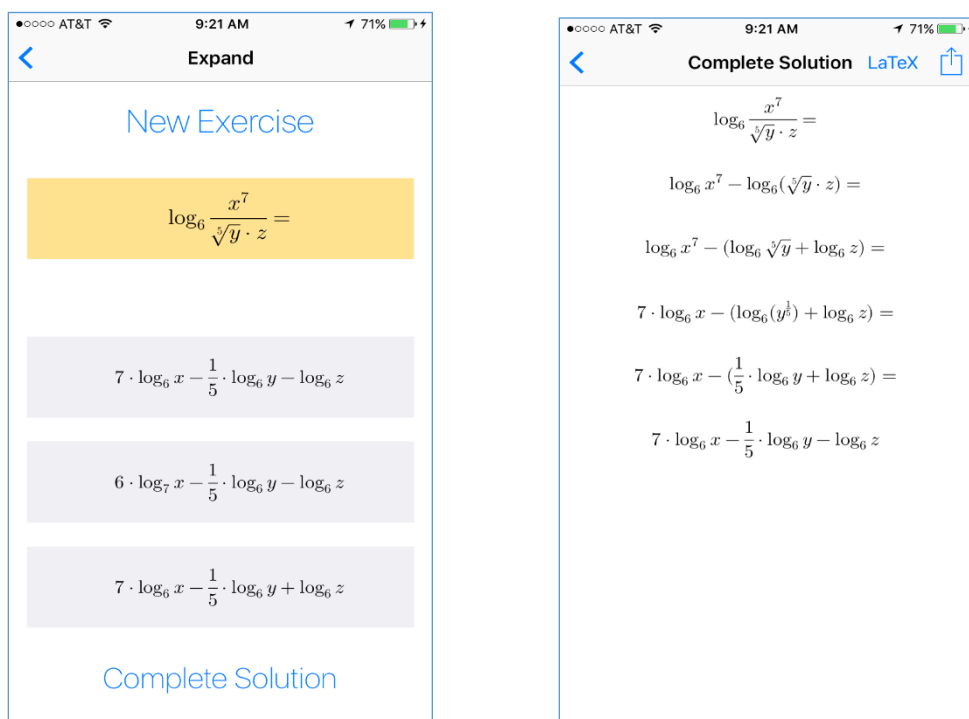 ●○○○○ AT&T 9:21 AM 71%
Expand
New Exercise
log₆ x⁷/(⁵√y · z) =
7 · log₆ x − 1/5 · log₆ y − log₆ z
6 · log₇ x − 1/5 · log₆ y − log₆ z
7 · log₆ x − 1/5 · log₆ y + log₆ z
Complete Solution
●○○○○ AT&T 9:21 AM 71%
Complete Solution LaTeX
log₆ x⁷/(⁵√y · z) =
log₆ x⁷ − log₆(⁵√y · z) =
log₆ x⁷ − (log₆ ⁵√y + log₆ z) =
7 · log₆ x − (log₆(y^(1/5)) + log₆ z) =
7 · log₆ x − (1/5 · log₆ y + log₆ z) =
7 · log₆ x − 1/5 · log₆ y − log₆ z